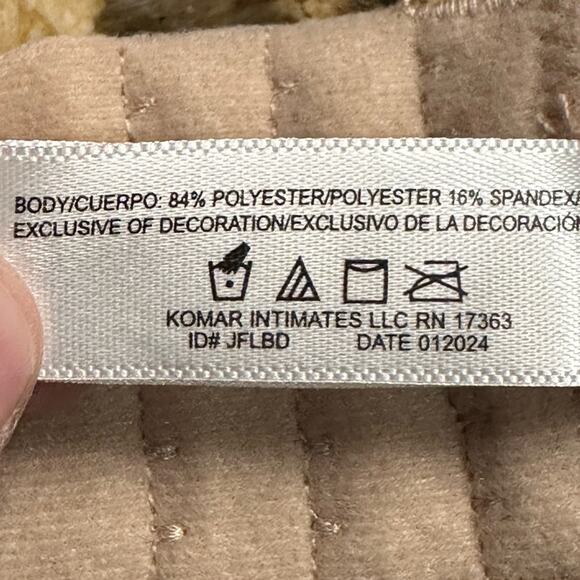 BODY/CUERPO: 84% POLYESTER/POLYESTER 16% SPANDEX/
EXCLUSIVE OF DECORATION/EXCLUSIVO DE LA DECORACIÓN
KOMAR INTIMATES LLC RN 17363
ID# JFLBD DATE 012024